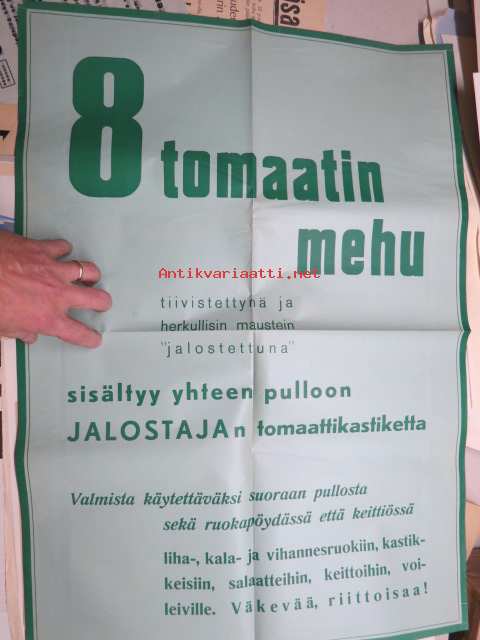 8 tomaatin
mehu
Antikvariaatti.net
tiivistettynä ja
herkullisin maustein
"jalostettuna"
sisältyy yhteen pulloon
JALOSTAJAn tomaattikastiketta
Valmista käytettäväksi suoraan pullosta
sekä ruokapöydässä että keittiössä
liha-, kala- ja vihannesruokiin, kastik-
keisiin, salaatteihin, keittoihin, voi-
leiville. Väkevää, riittoisaa!